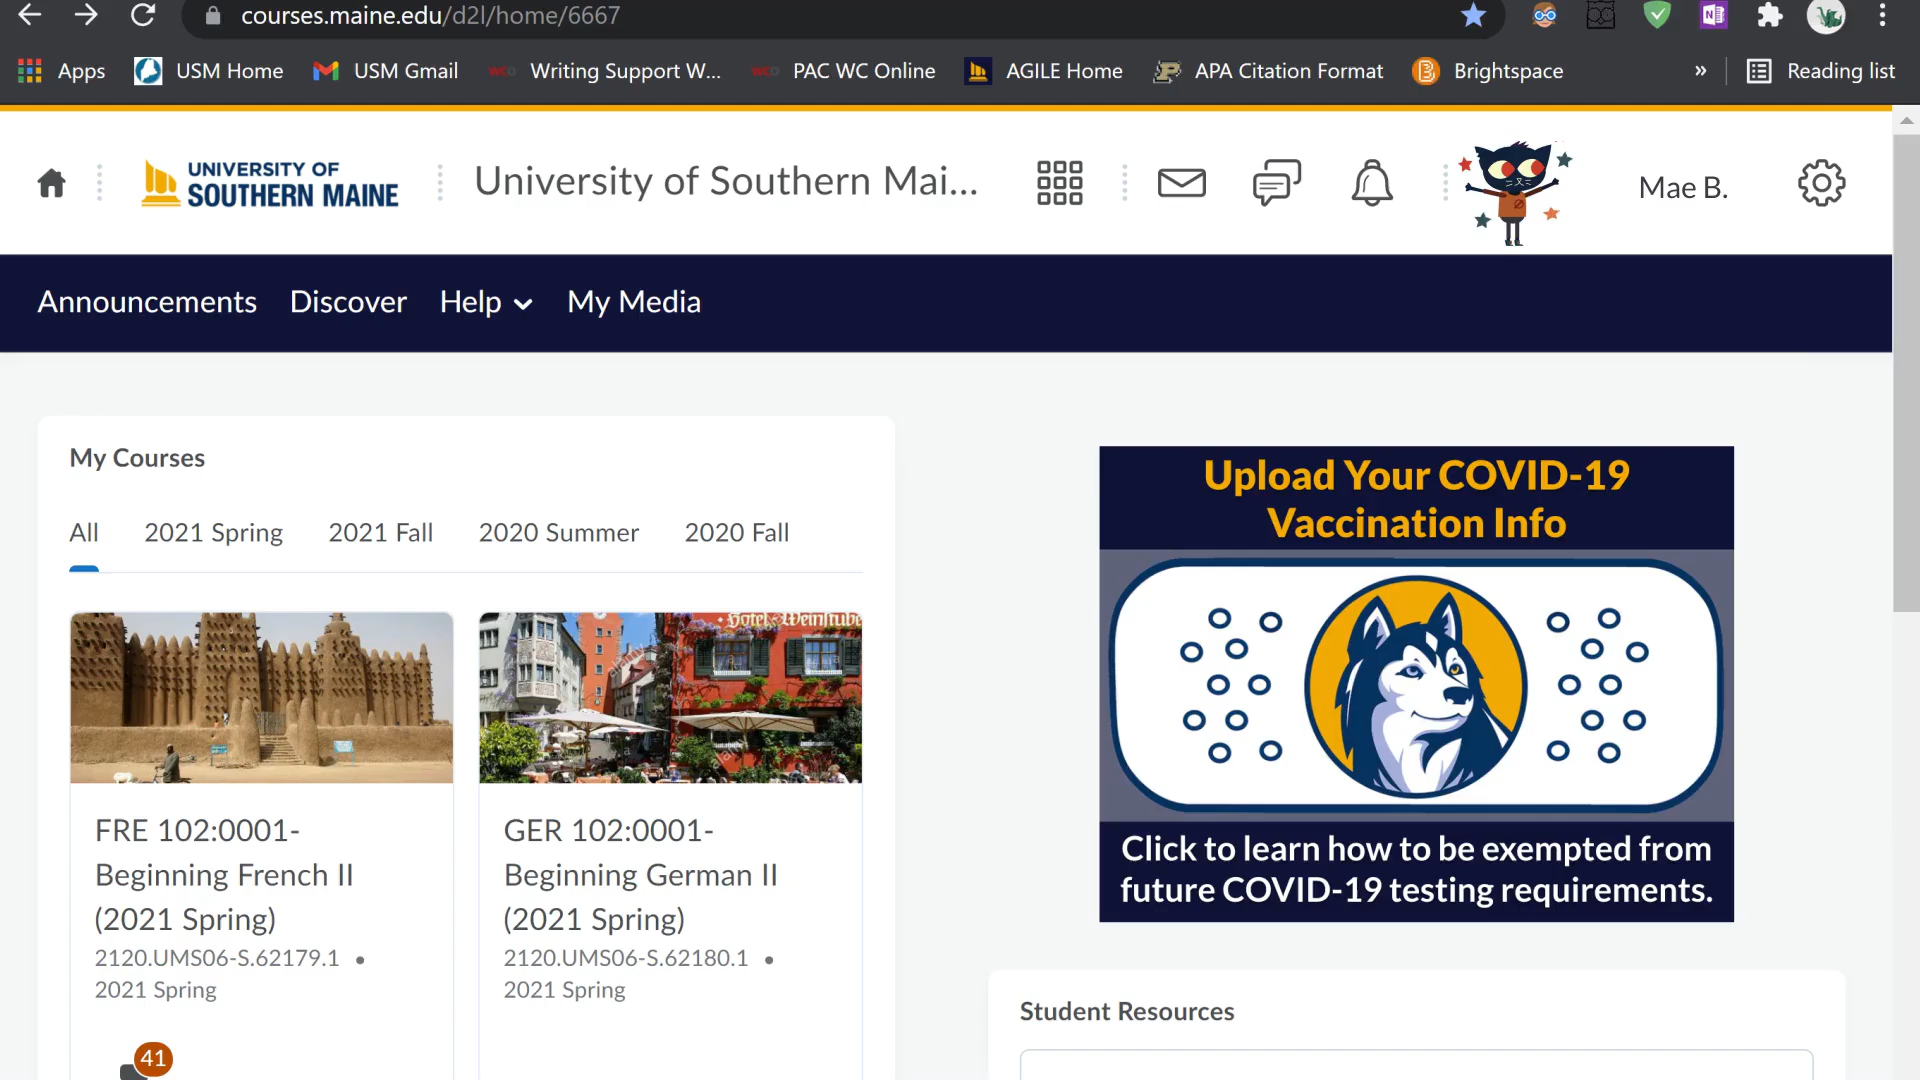 courses.maine.edu/d2l/home/6667
Apps USM Home USM Gmail Writing Support W... PAC WC Online AGILE Home APA Citation Format Brightspace » Reading list
UNIVERSITY OF
SOUTHERN MAINE
University of Southern Mai...
Mae B.
Announcements Discover Help My Media
My Courses
All 2021 Spring 2021 Fall 2020 Summer 2020 Fall
Hotel-Weinstube
alamy
alamy
FRE 102:0001-
Beginning French II
(2021 Spring)
2120.UMS06-S.62179.1 •
2021 Spring
41
GER 102:0001-
Beginning German II
(2021 Spring)
2120.UMS06-S.62180.1 •
2021 Spring
Upload Your COVID-19
Vaccination Info
Click to learn how to be exempted from
future COVID-19 testing requirements.
Student Resources